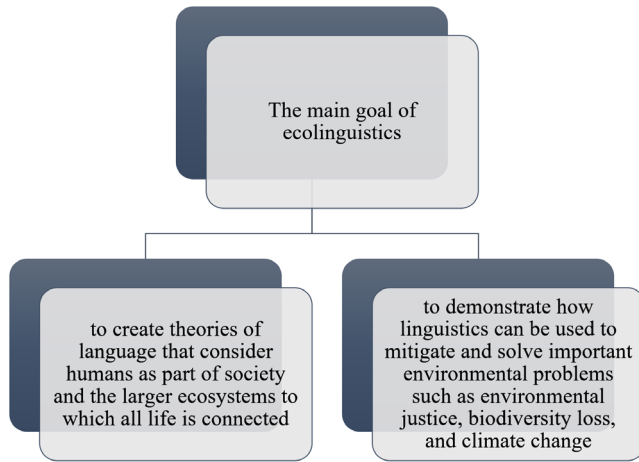 The main goal of
ecolinguistics
to create theories of
language that consider
humans as part of society
and the larger ecosystems to
which all life is connected
to demonstrate how
linguistics can be used to
mitigate and solve important
environmental problems
such as environmental
justice, biodiversity loss,
and climate change